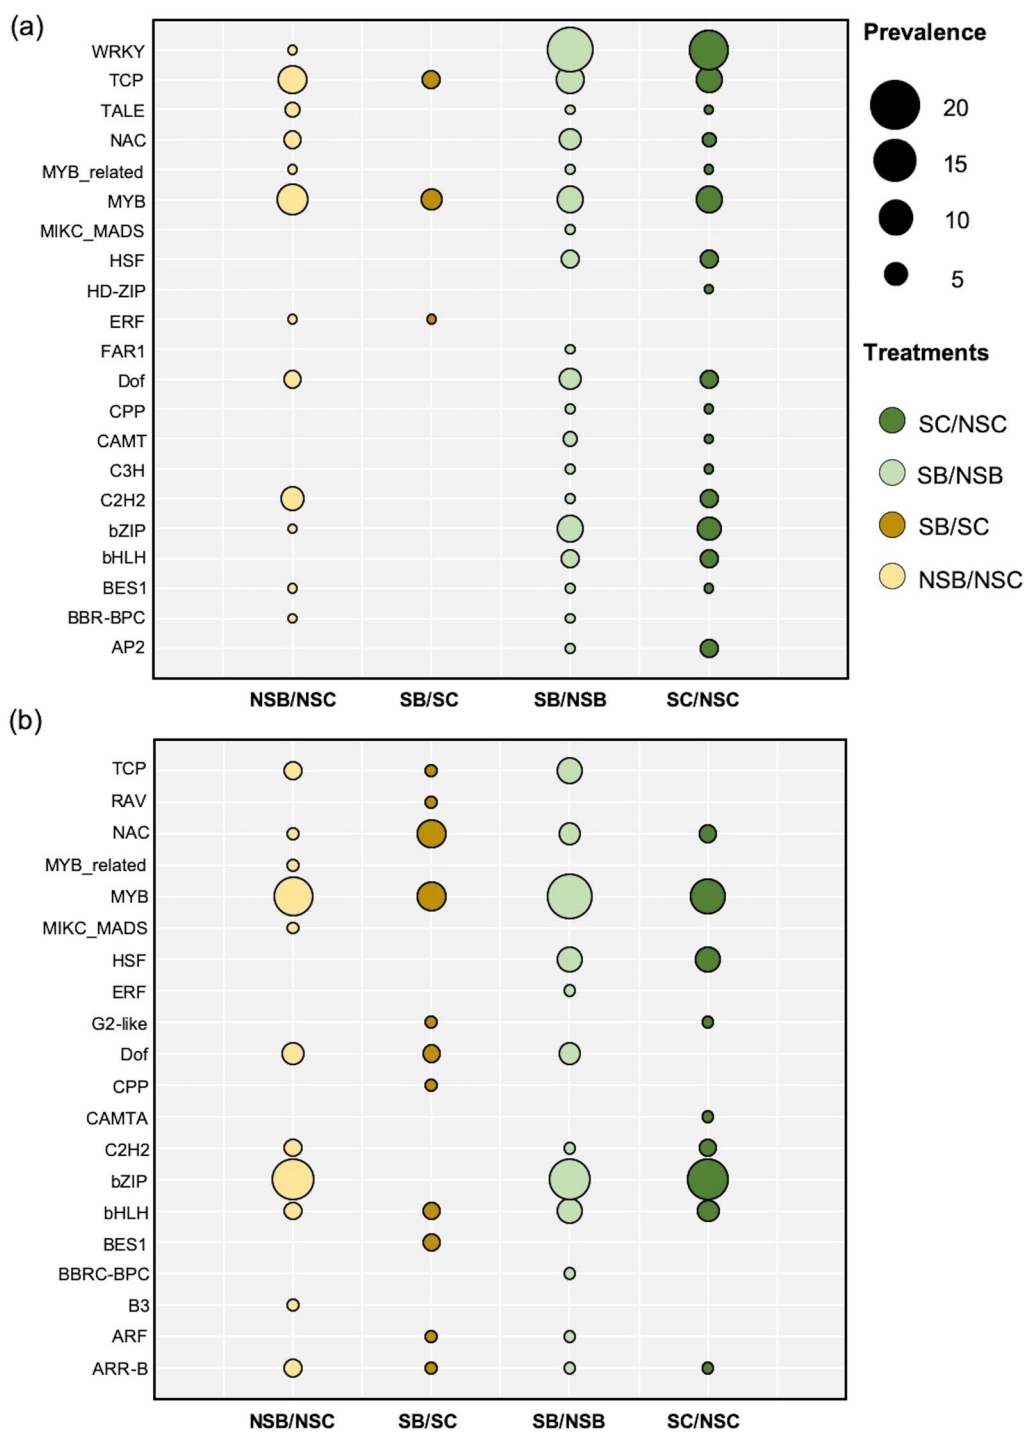 (a)
WRKY
TCP
TALE
NAC
MYB_related
MYB
MIKC_MADS
HSF
HD-ZIP
ERF
FAR1
Dof
CPP
CAMT
C3H
C2H2
bZIP
bHLH
BES1
BBR-BPC
AP2
NSB/NSC SB/SC SB/NSB SC/NSC
Prevalence
20
15
10
5
Treatments
SC/NSC
SB/NSB
SB/SC
NSB/NSC
(b)
TCP
RAV
NAC
MYB_related
MYB
MIKC_MADS
HSF
ERF
G2-like
Dof
CPP
CAMTA
C2H2
bZIP
bHLH
BES1
BBRC-BPC
B3
ARF
ARR-B
NSB/NSC SB/SC SB/NSB SC/NSC